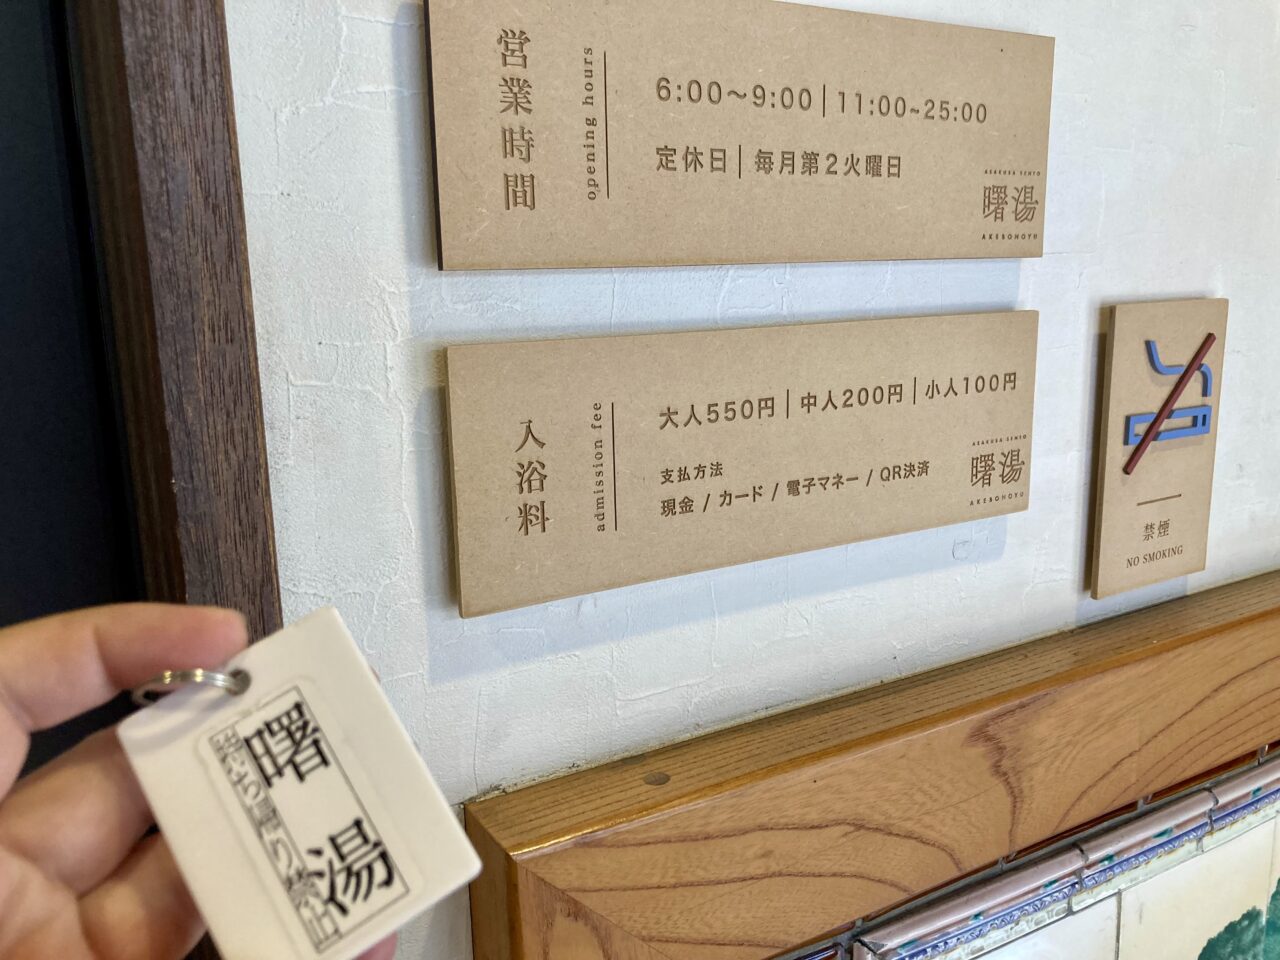 営業時間
opening hours
6:00〜9:00|11:00~25:00
定休日|毎月第2火曜日
ASAKUSA SENTO
曙湯
AKEBONOYU
入浴料
admission fee
大人550円|中人200円|小人100円
支払方法
現金 / カード / 電子マネー / QR決済
ASAKUSA SENTO
曙湯
AKEBONOYU
禁煙
NO SMOKING
曙湯
持ち帰り禁止